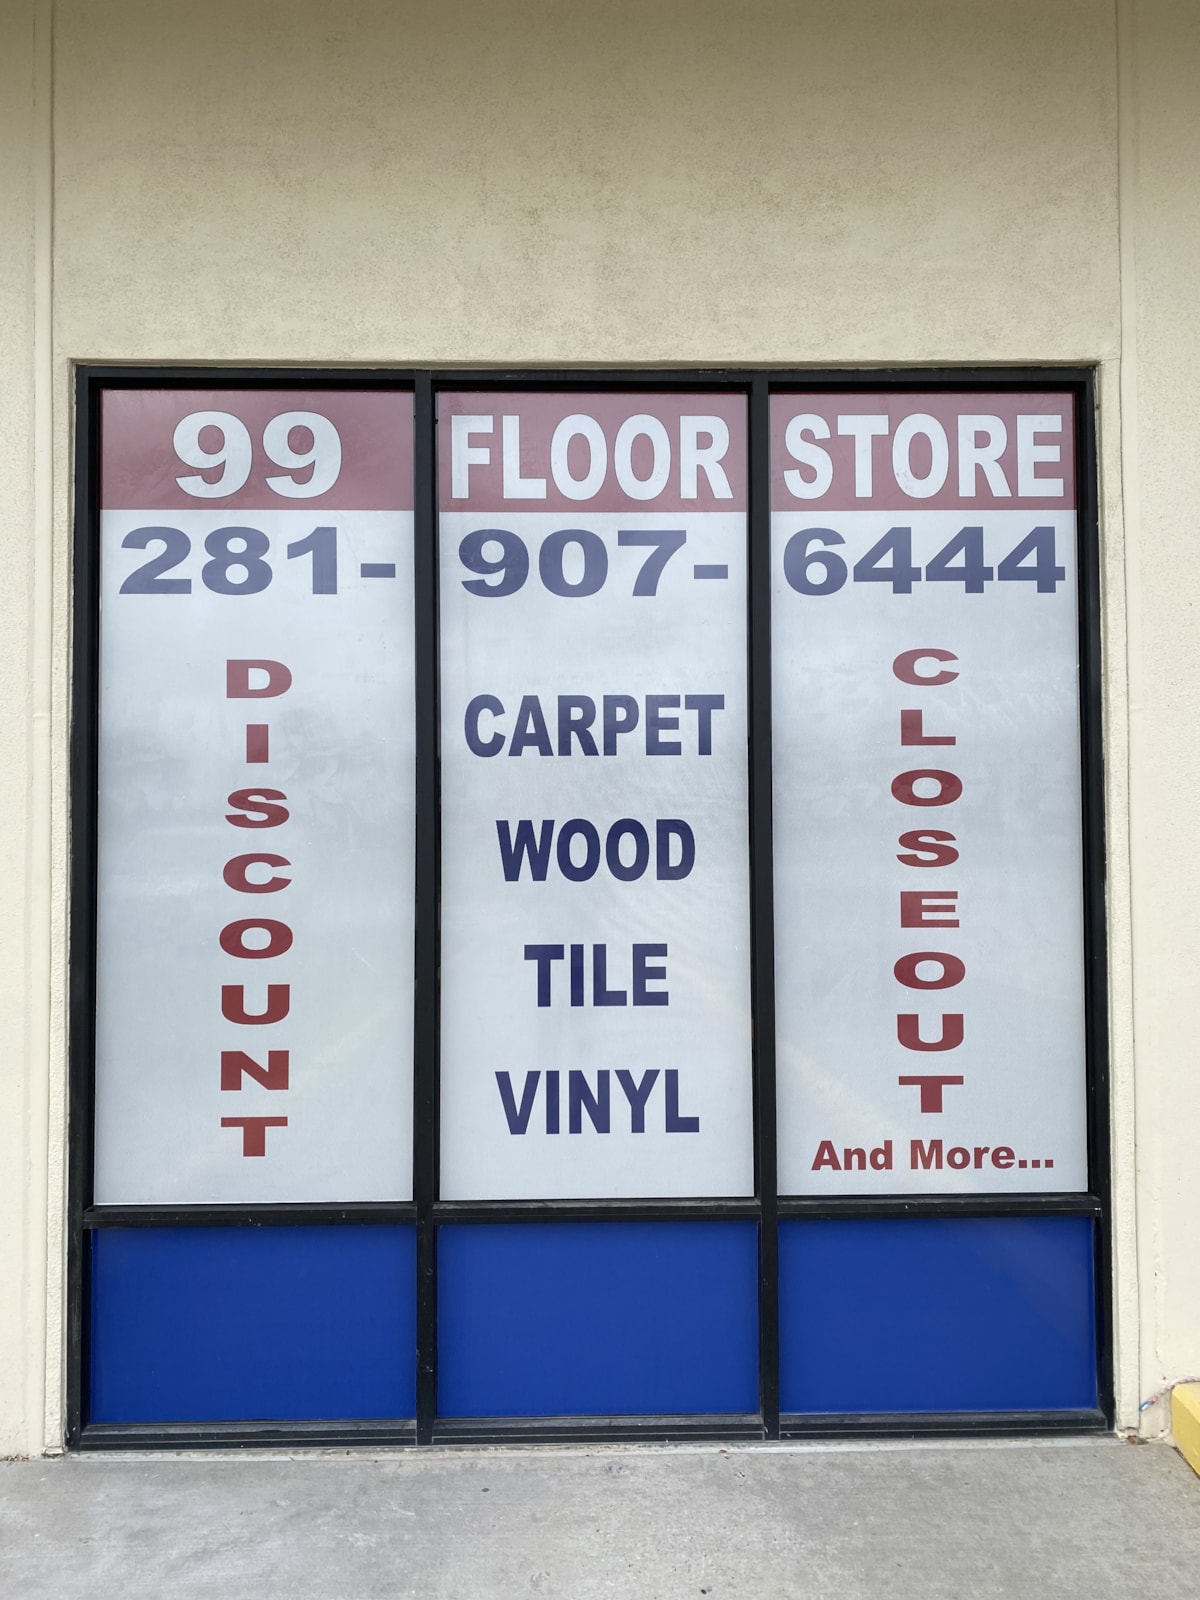 99 FLOOR STORE
281-907-6444
DISCOUNT
CARPET
WOOD
TILE
VINYL
CLOSEOUT
And More...